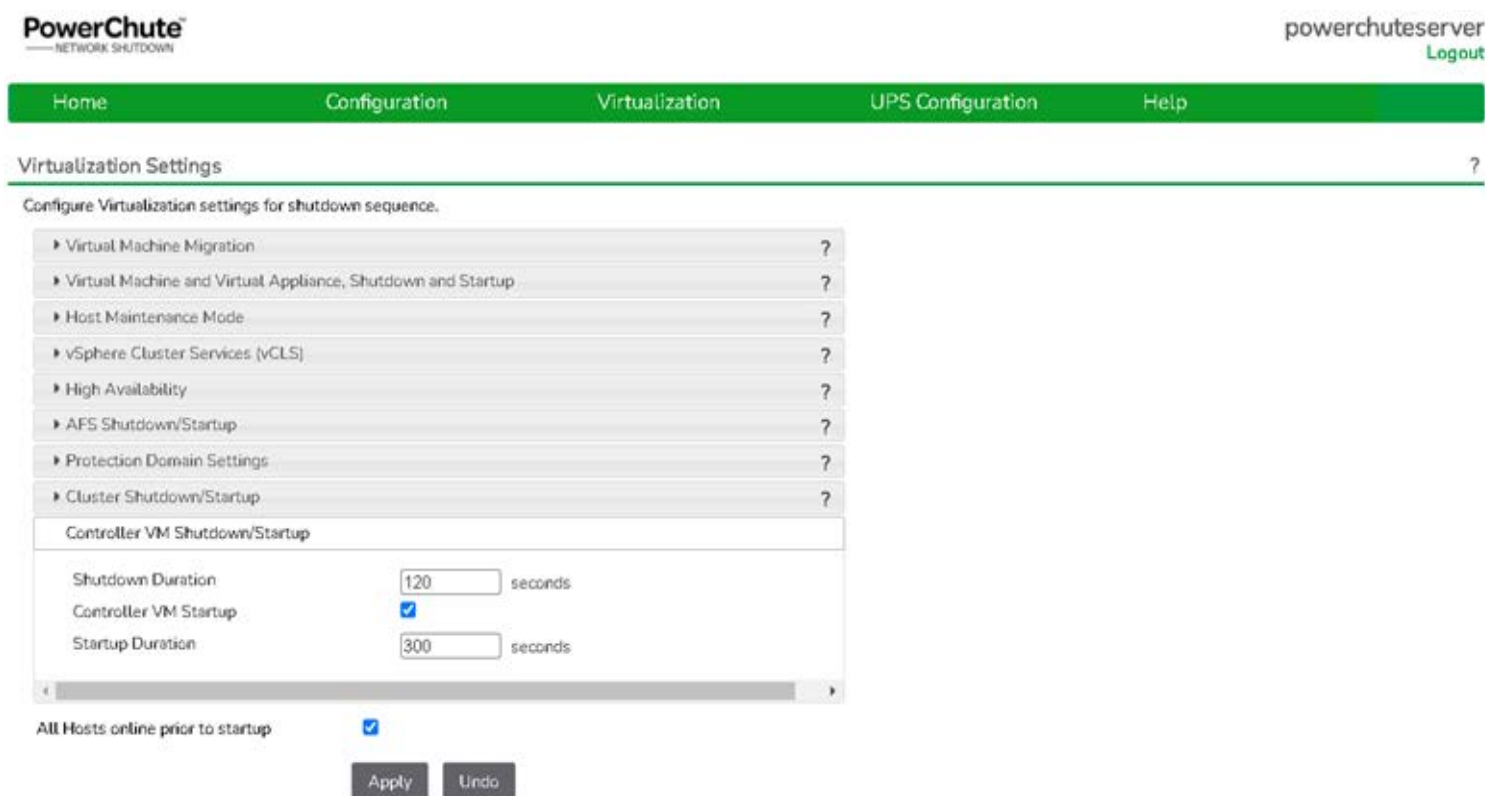 PowerChute™
NETWORK SHUTDOWN
powerchuteserver
Logout
Home Configuration Virtualization UPS Configuration Help
Virtualization Settings ?
Configure Virtualization settings for shutdown sequence.
Virtual Machine Migration ?
Virtual Machine and Virtual Appliance, Shutdown and Startup ?
Host Maintenance Mode ?
vSphere Cluster Services (vCLS) ?
High Availability ?
AFS Shutdown/Startup ?
Protection Domain Settings ?
Cluster Shutdown/Startup ?
Controller VM Shutdown/Startup
Shutdown Duration 120 seconds
Controller VM Startup
Startup Duration 300 seconds
All Hosts online prior to startup
Apply Undo